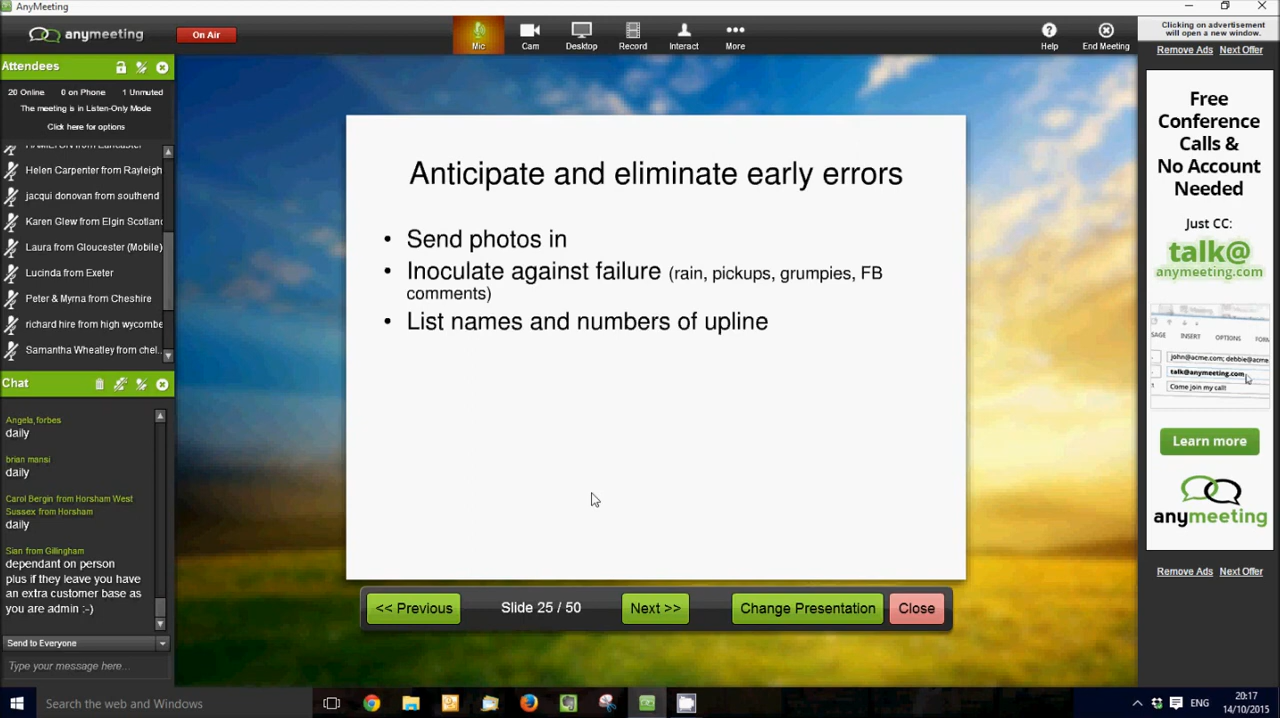 AnyMeeting
anymeeting
On Air
Mic
Cam
Desktop
Record
Interact
More
Help
End Meeting
Clicking on advertisement
will open a new window.
Remove Ads Next Offer
Attendees
20 Online 0 on Phone 1 Unmuted
The meeting is in Listen-Only Mode
Click here for options
Helen Carpenter from Rayleigh
jacqui donovan from southend
Karen Glew from Elgin Scotland
Laura from Gloucester (Mobile)
Lucinda from Exeter
Peter & Myrna from Cheshire
richard hire from high wycombe
Samantha Wheatley from chel...
Chat
Angela,forbes
daily
brian mansi
daily
Carol Bergin from Horsham West
Sussex from Horsham
daily
Sian from Gillingham
dependant on person
plus if they leave you have
an extra customer base as
you are admin :-)
Send to Everyone
Type your message here...
Anticipate and eliminate early errors
• Send photos in
• Inoculate against failure (rain, pickups, grumpies, FB
comments)
• List names and numbers of upline
<< Previous
Slide 25 / 50
Next >>
Change Presentation
Close
Free
Conference
Calls &
No Account
Needed
Just CC:
talk@
anymeeting.com
INSERT OPTIONS
john@acme.com; debbie@acme
talk@anymeeting.com
Come join my call!
Learn more
anymeeting
Remove Ads Next Offer
Search the web and Windows
ENG
20:17
14/10/2015